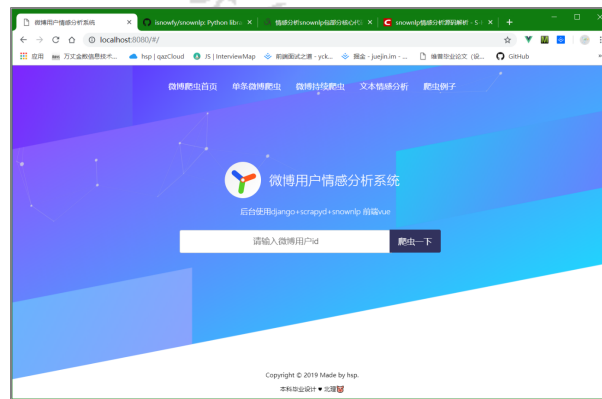 微博用户情感分析系统
isnowfy/snownlp: Python libra
情感分析snownlp包部分核心代
snownlp情感分析源码解析 - S-
localhost:8080/#/
应用
万丈金数信息技术...
hsp | qazCloud
JS | InterviewMap
前端面试之道 - yck...
掘金 - juejin.im - ...
维普毕业论文（设...
GitHub
微博爬虫首页 单条微博爬虫 微博持续爬虫 文本情感分析 爬虫例子
微博用户情感分析系统
后台使用django+scrapyd+snownlp 前端vue
请输入微博用户id
爬虫一下
Copyright © 2019 Made by hsp.
本科毕业设计 ♥ 北理